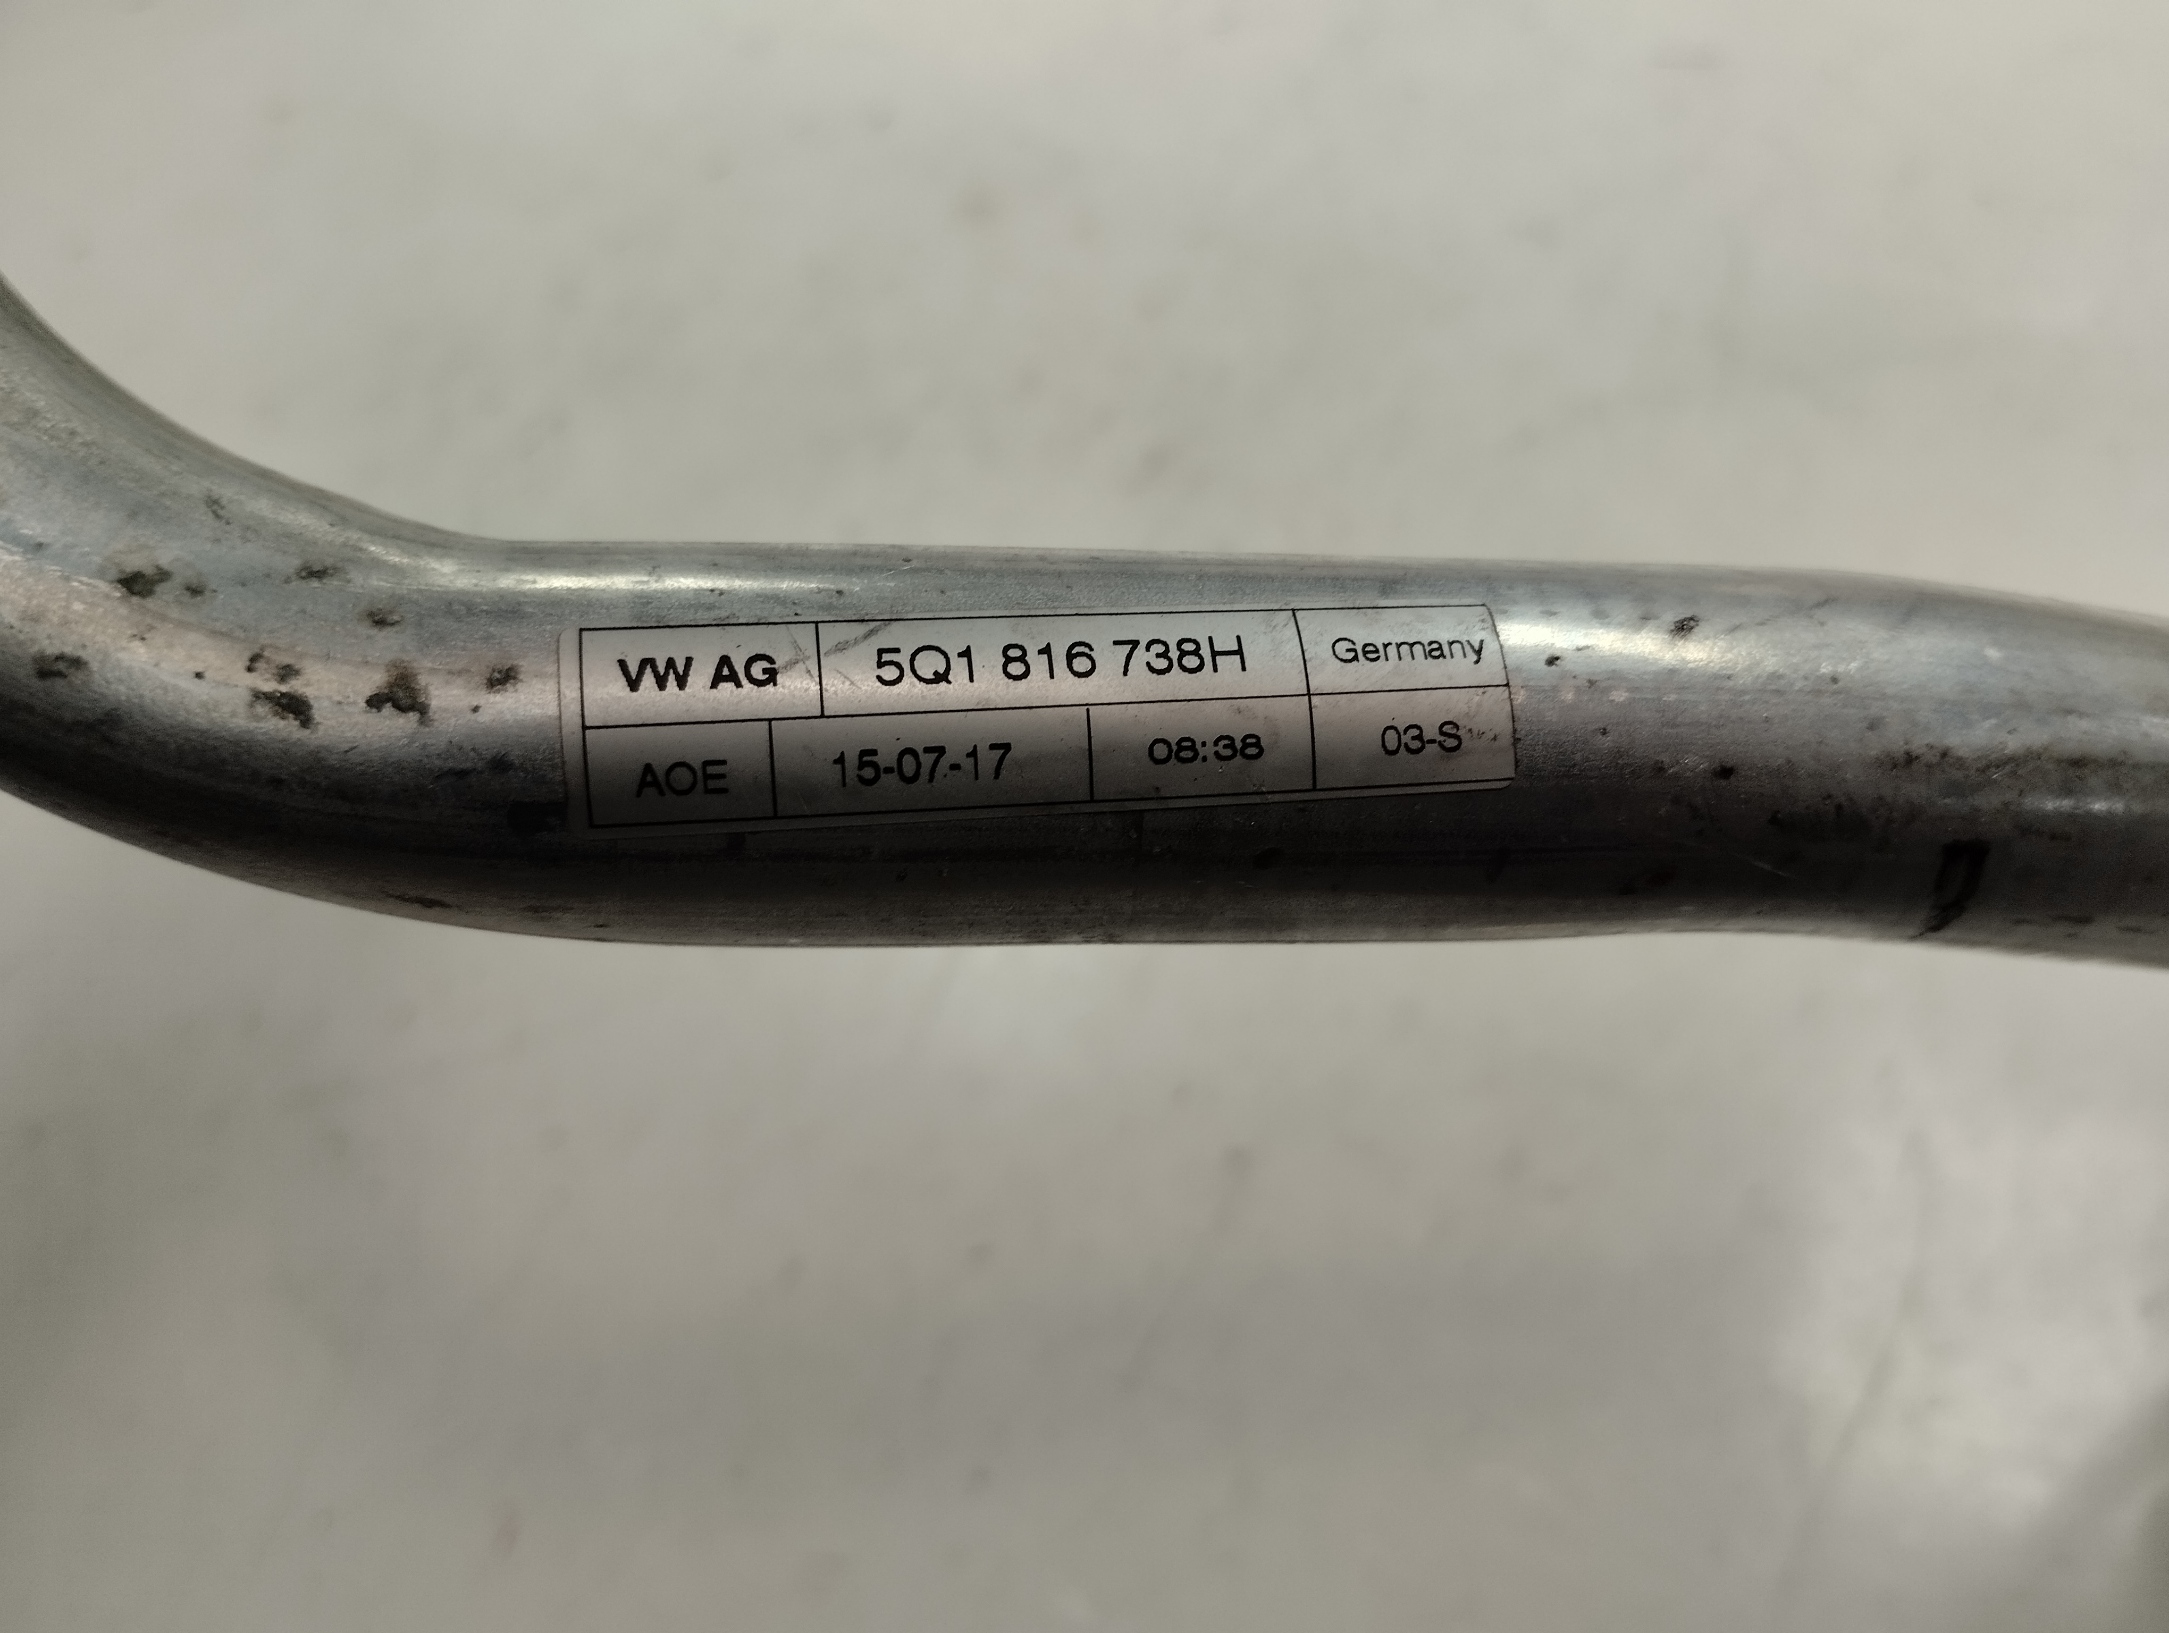 VW AG 5Q1 816 738H Germany
AOE 15-07-17 08:38 03-S